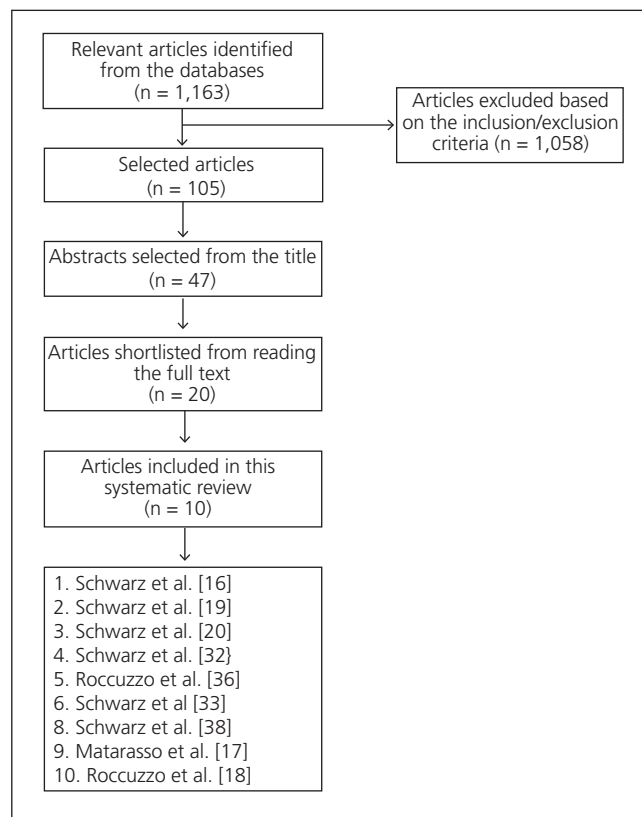 Relevant articles identified
from the databases
(n = 1,163)
Articles excluded based
on the inclusion/exclusion
criteria (n = 1,058)
Selected articles
(n = 105)
Abstracts selected from the title
(n = 47)
Articles shortlisted from reading
the full text
(n = 20)
Articles included in this
systematic review
(n = 10)
1. Schwarz et al. [16]
2. Schwarz et al. [19]
3. Schwarz et al. [20]
4. Schwarz et al. [32}
5. Roccuzzo et al. [36]
6. Schwarz et al [33]
8. Schwarz et al. [38]
9. Matarasso et al. [17]
10. Roccuzzo et al. [18]